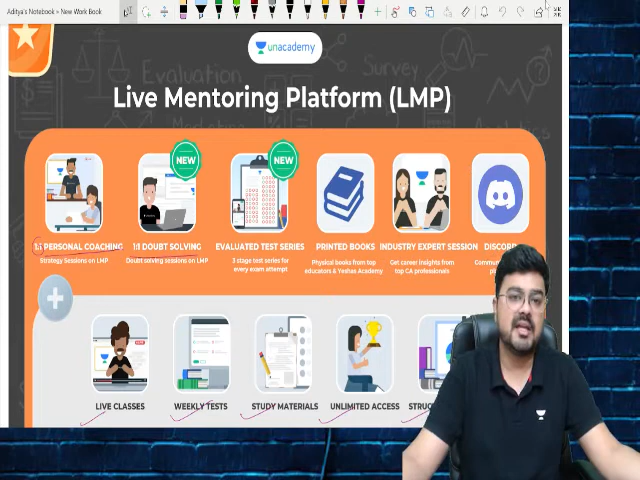 Aditya's Notebook > New Work Book
unacademy
Evaluation
Survey
Live Mentoring Platform (LMP)
NEW
NEW
1:1 PERSONAL COACHING
Strategy Sessions on LMP
1:1 DOUBT SOLVING
Doubt solving sessions on LMP
EVALUATED TEST SERIES
3 stage test series for
every exam attempt
PRINTED BOOKS
Physical books from top
educators & Yeshas Academy
INDUSTRY EXPERT SESSION
Get career insights from
top CA professionals
LIVE CLASSES
WEEKLY TESTS
STUDY MATERIALS
UNLIMITED ACCESS